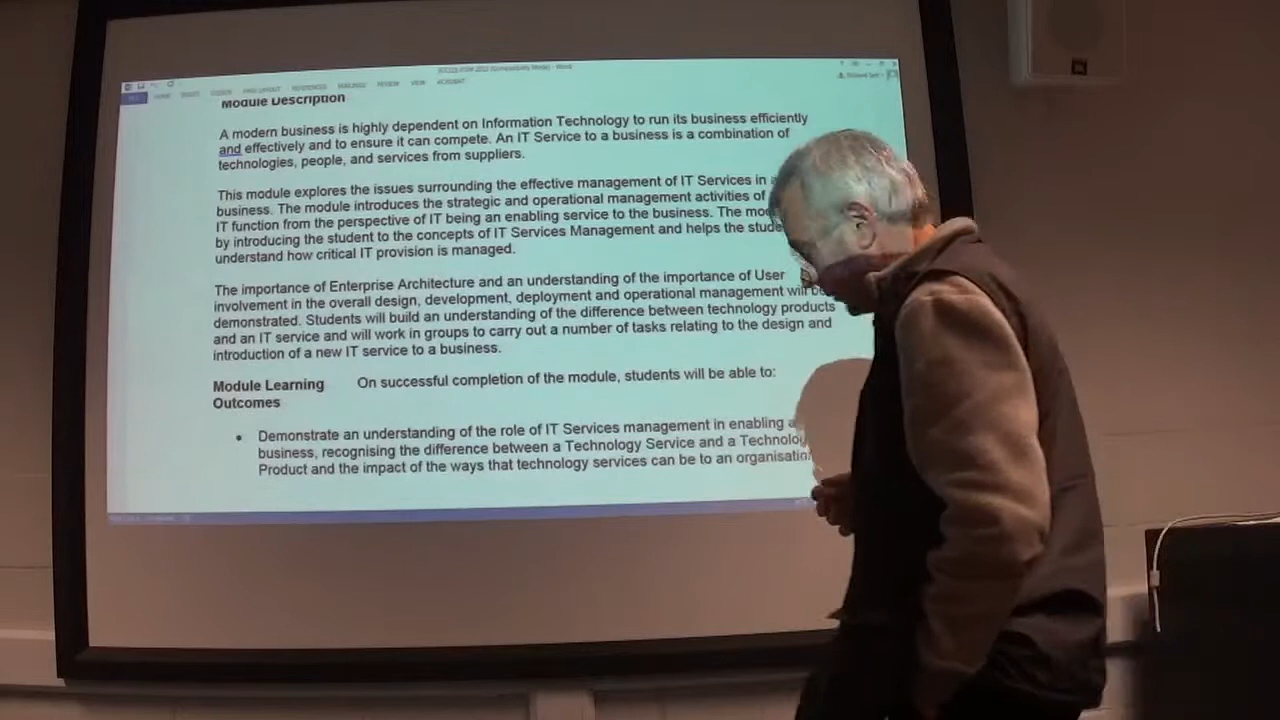 HOME
REFERENCES
REVIEW
VIEW
ACROBAT
Module Description
A modern business is highly dependent on Information Technology to run its business efficiently
and effectively and to ensure it can compete. An IT Service to a business is a combination of
technologies, people, and services from suppliers.
This module explores the issues surrounding the effective management of IT Services in a
business. The module introduces the strategic and operational management activities of
IT function from the perspective of IT being an enabling service to the business. The
by introducing the student to the concepts of IT Services Management and helps the
understand how critical IT provision is managed.
The importance of Enterprise Architecture and an understanding of the importance of User
involvement in the overall design, development, deployment and operational management will be
demonstrated. Students will build an understanding of the difference between technology products
and an IT service and will work in groups to carry out a number of tasks relating to the design and
introduction of a new IT service to a business.
Module Learning On successful completion of the module, students will be able to:
Outcomes
• Demonstrate an understanding of the role of IT Services management in enabling a
business, recognising the difference between a Technology Service and a Technology
Product and the impact of the ways that technology services can be to an organisation
JBL